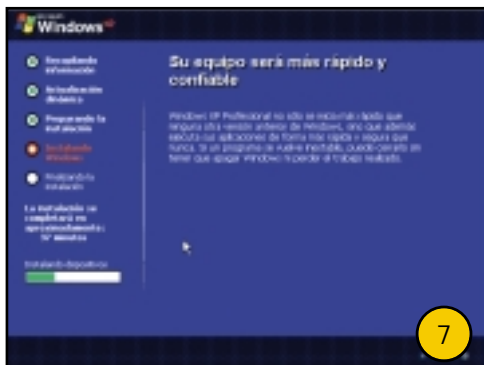 Microsoft
Windows xp
Recopilando
información
Actualización
dinámica
Preparando la
instalación
Instalando
Windows
Finalizando la
instalación
La instalación se
completará en
aproximadamente:
37 minutos
Instalando dispositivos
Su equipo será más rápido y
confiable
Windows XP Professional no sólo se inicia más rápido que
ninguna otra versión anterior de Windows, sino que además
ejecuta sus aplicaciones de forma más rápida y segura que
nunca. Si un programa se vuelve inestable, puede cerrarlo sin
tener que apagar Windows ni perder el trabajo realizado.
7